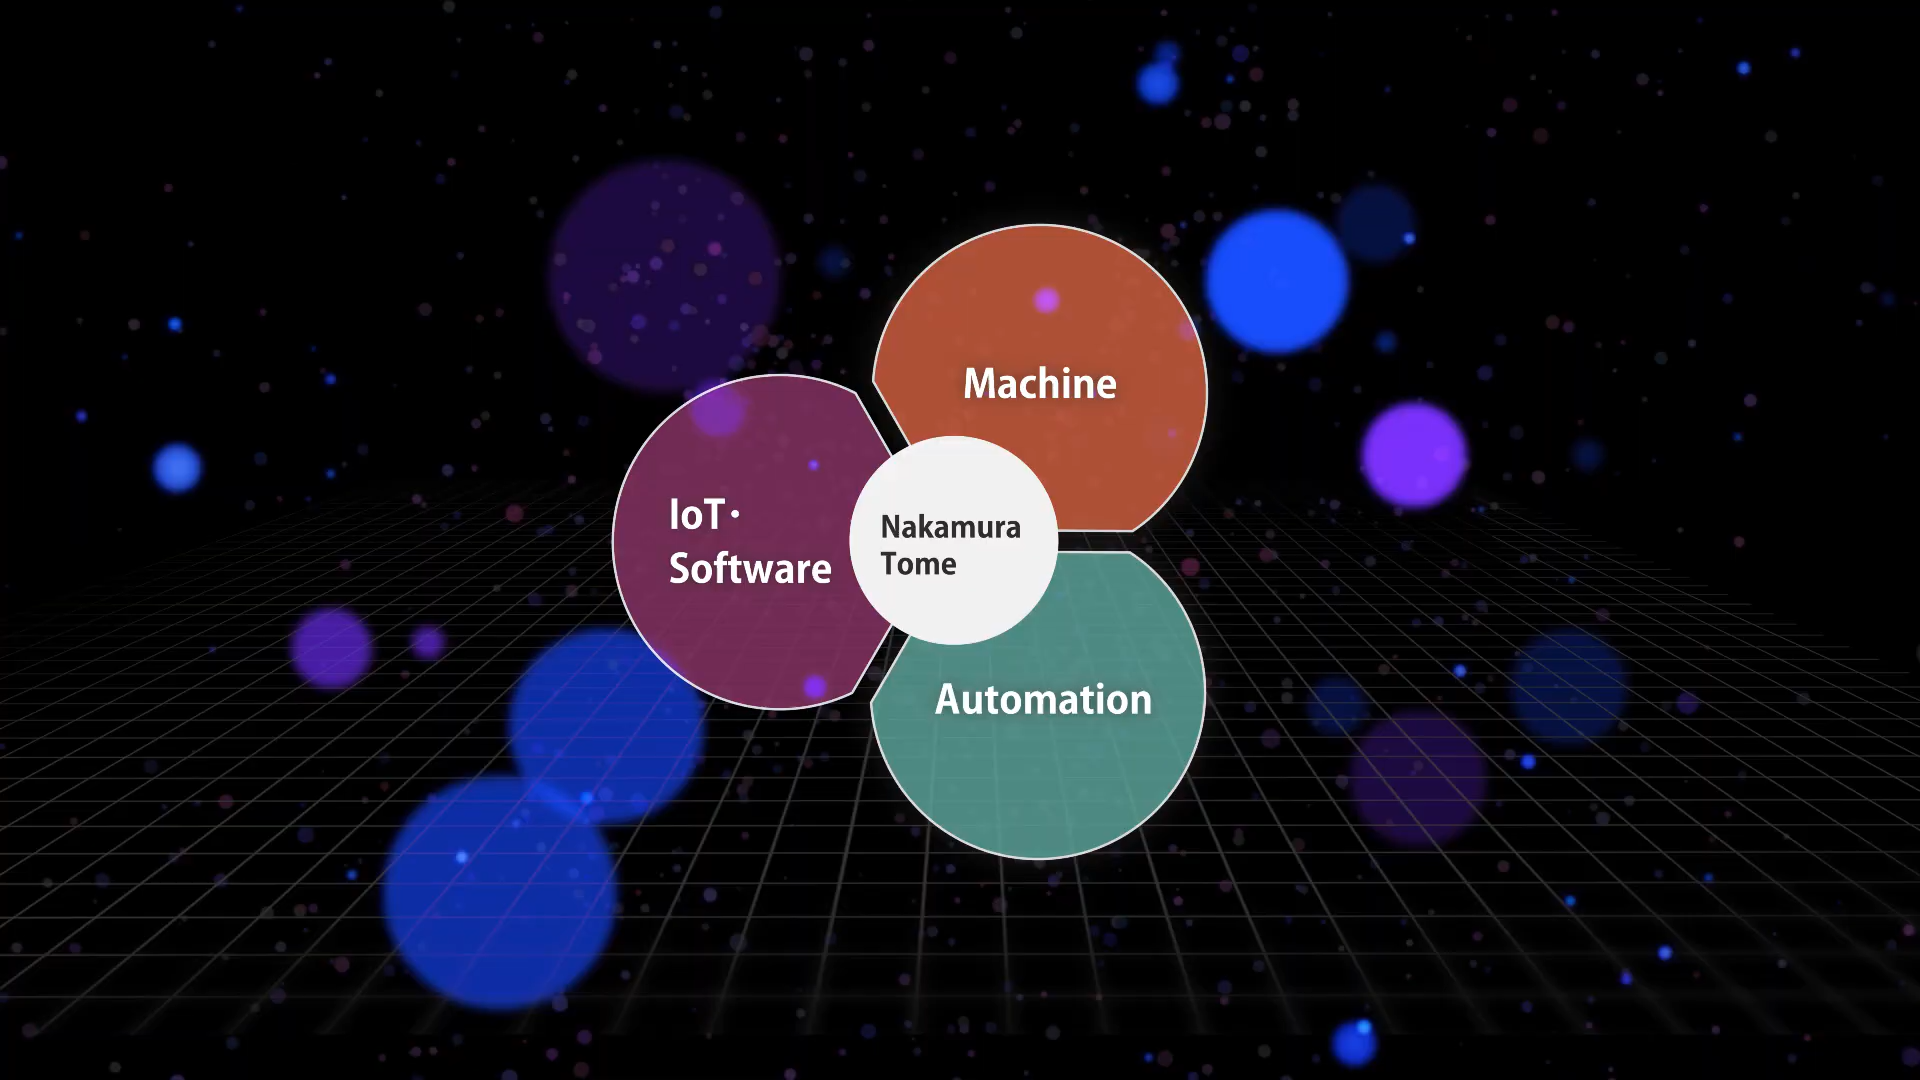 Machine
IoT・
Software
Nakamura
Tome
Automation